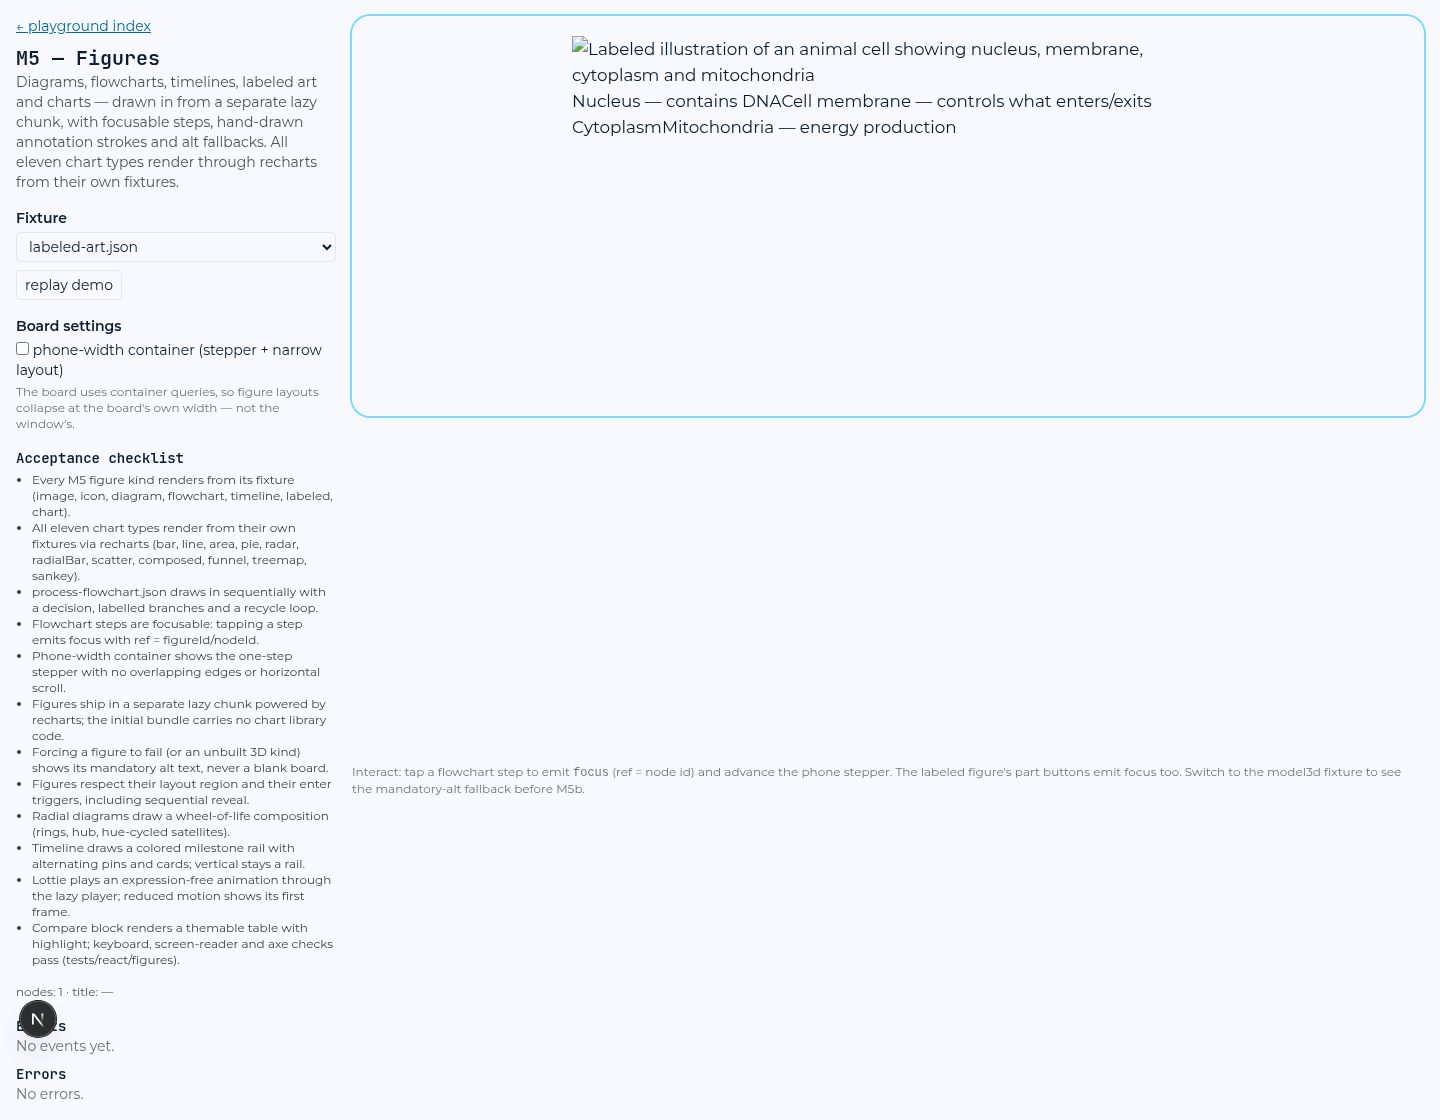 ← playground index
M5 — Figures
Diagrams, flowcharts, timelines, labeled art
and charts — drawn in from a separate lazy
chunk, with focusable steps, hand-drawn
annotation strokes and alt fallbacks. All
eleven chart types render through recharts
from their own fixtures.
Fixture
labeled-art.json
replay demo
Board settings
phone-width container (stepper + narrow
layout)
The board uses container queries, so figure layouts
collapse at the board's own width — not the
window's.
Acceptance checklist
• Every M5 figure kind renders from its fixture
(image, icon, diagram, flowchart, timeline, labeled,
chart).
• All eleven chart types render from their own
fixtures via recharts (bar, line, area, pie, radar,
radialBar, scatter, composed, funnel, treemap,
sankey).
• process-flowchart.json draws in sequentially with
a decision, labelled branches and a recycle loop.
• Flowchart steps are focusable: tapping a step
emits focus with ref = figureId/nodeId.
• Phone-width container shows the one-step
stepper with no overlapping edges or horizontal
scroll.
• Figures ship in a separate lazy chunk powered by
recharts; the initial bundle carries no chart library
code.
• Forcing a figure to fail (or an unbuilt 3D kind)
shows its mandatory alt text, never a blank board.
• Figures respect their layout region and their enter
triggers, including sequential reveal.
• Radial diagrams draw a wheel-of-life composition
(rings, hub, hue-cycled satellites).
• Timeline draws a colored milestone rail with
alternating pins and cards; vertical stays a rail.
• Lottie plays an expression-free animation through
the lazy player; reduced motion shows its first
frame.
• Compare block renders a themable table with
highlight; keyboard, screen-reader and axe checks
pass (tests/react/figures).
nodes: 1 · title: —
N
No events yet.
Errors
No errors.
Labeled illustration of an animal cell showing nucleus, membrane,
cytoplasm and mitochondria
Nucleus — contains DNACell membrane — controls what enters/exits
CytoplasmMitochondria — energy production
Interact: tap a flowchart step to emit focus (ref = node id) and advance the phone stepper. The labeled figure's part buttons emit focus too. Switch to the model3d fixture to see
the mandatory-alt fallback before M5b.